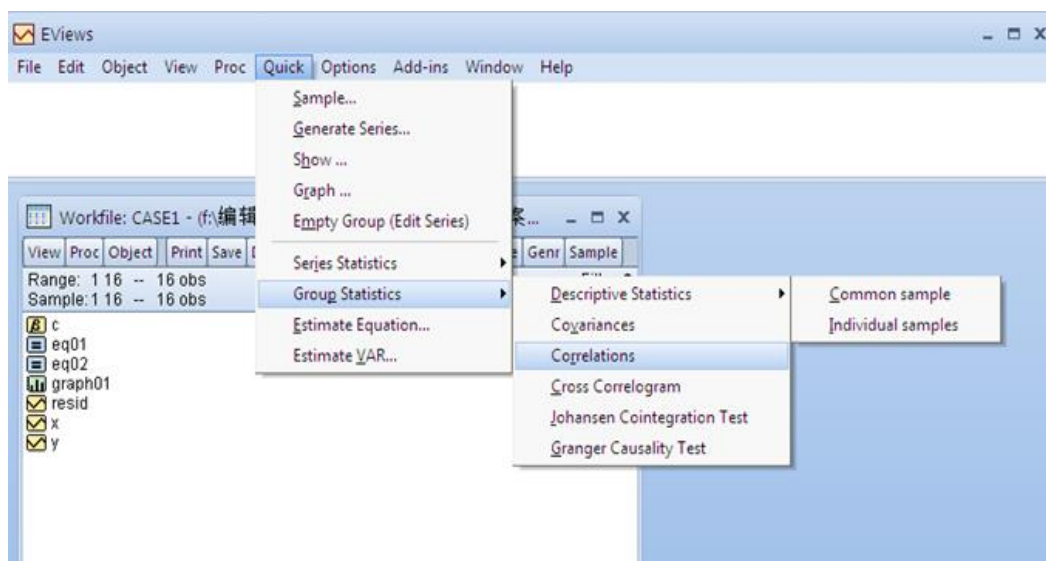 EViews
File Edit Object View Proc Quick Options Add-ins Window Help
Sample...
Generate Series...
Show ...
Graph ...
Empty Group (Edit Series)
Series Statistics
Group Statistics
Estimate Equation...
Estimate VAR...
Descriptive Statistics
Covariances
Correlations
Cross Correlogram
Johansen Cointegration Test
Granger Causality Test
Common sample
Individual samples
Workfile: CASE1 - (f:\编辑
View Proc Object Print Save
Genr Sample
Range: 1 16 -- 16 obs
Sample: 1 16 -- 16 obs
c
eq01
eq02
graph01
resid
x
y